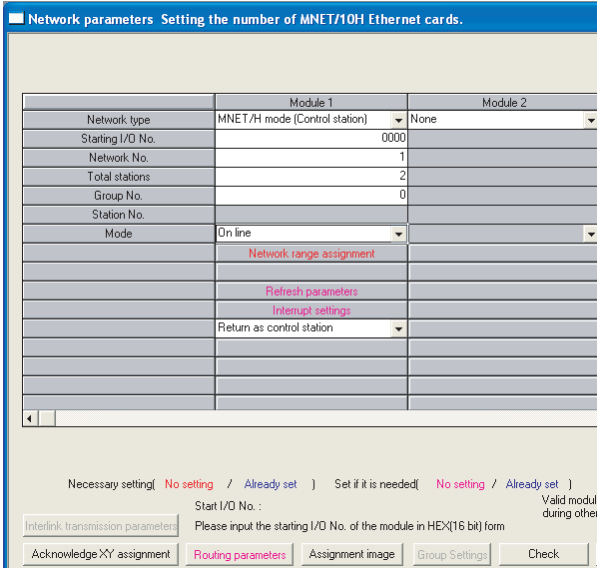 Network parameters Setting the number of MNET/10H Ethernet cards.
Module 1 Module 2
Network type MNET/H mode (Control station) None
Starting I/O No. 0000
Network No. 1
Total stations 2
Group No. 0
Station No.
Mode On line
Network range assignment
Refresh parameters
Interrupt settings
Return as control station
Necessary setting( No setting / Already set ) Set if it is needed( No setting / Already set )
Start I/O No. : Valid modul
during other
Interlink transmission parameters Please input the starting I/O No. of the module in HEX(16 bit) form
Acknowledge XY assignment Routing parameters Assignment image Group Settings Check